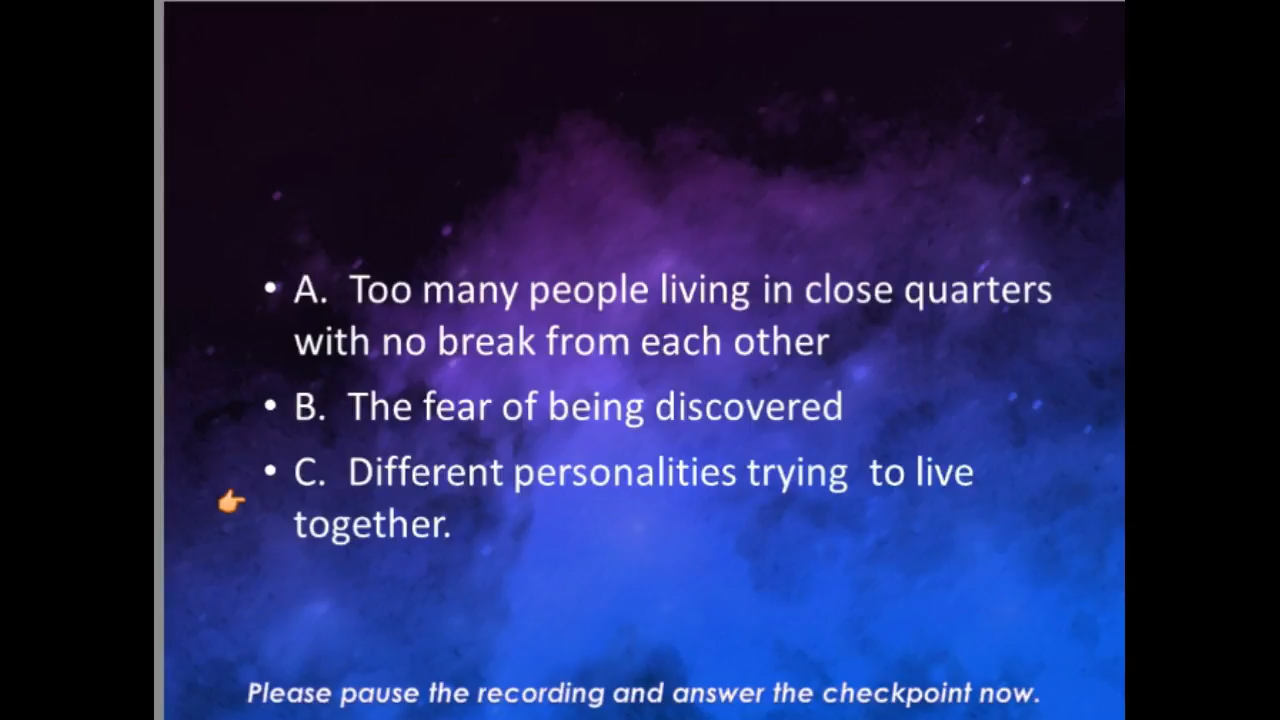 • A. Too many people living in close quarters
with no break from each other
• B. The fear of being discovered
• C. Different personalities trying  to live
together.
Please pause the recording and answer the checkpoint now.